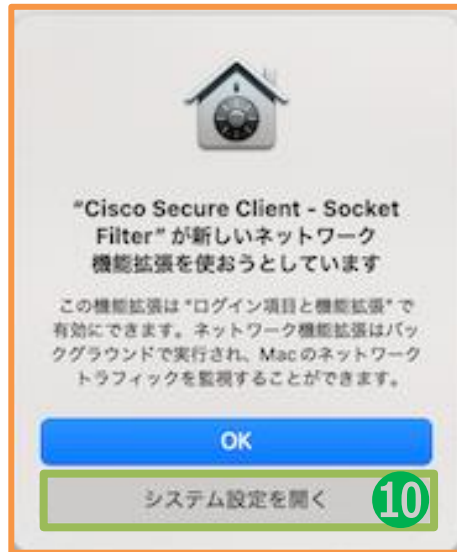 "Cisco Secure Client - Socket
Filter" が新しいネットワーク
機能拡張を使おうとしています
この機能拡張は "ログイン項目と機能拡張" で
有効にできます。ネットワーク機能拡張はバッ
クグラウンドで実行され、Macのネットワーク
トラフィックを監視することができます。
OK
システム設定を開く 10